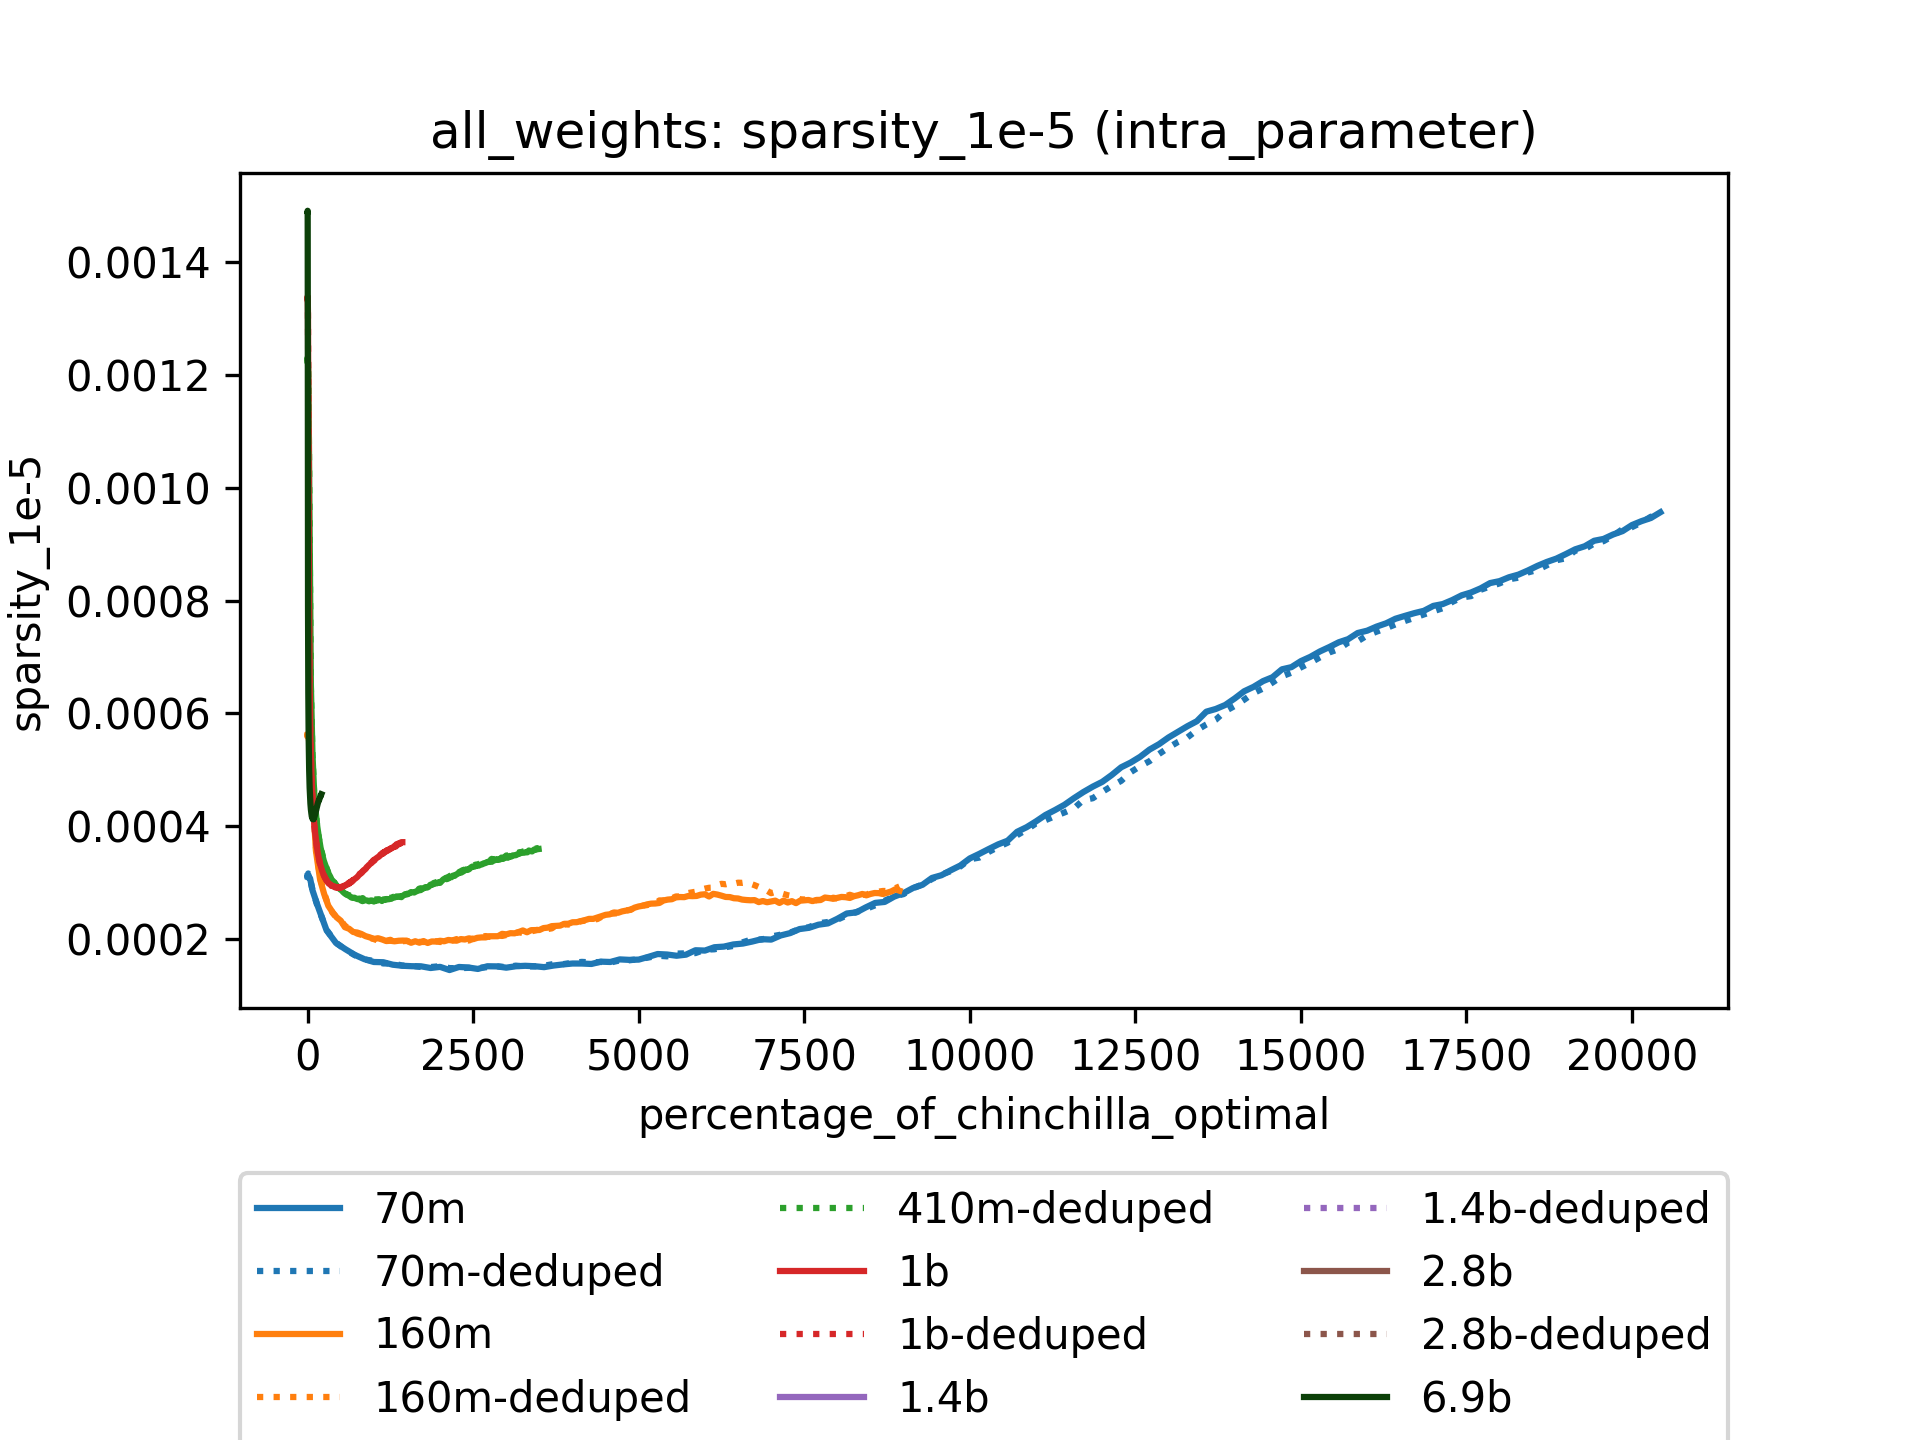 all_weights: sparsity_1e-5 (intra_parameter)
sparsity_1e-5
0.0014
0.0012
0.0010
0.0008
0.0006
0.0004
0.0002
0 2500 5000 7500 10000 12500 15000 17500 20000
percentage_of_chinchilla_optimal
70m
70m-deduped
160m
160m-deduped
410m-deduped
1b
1b-deduped
1.4b
1.4b-deduped
2.8b
2.8b-deduped
6.9b